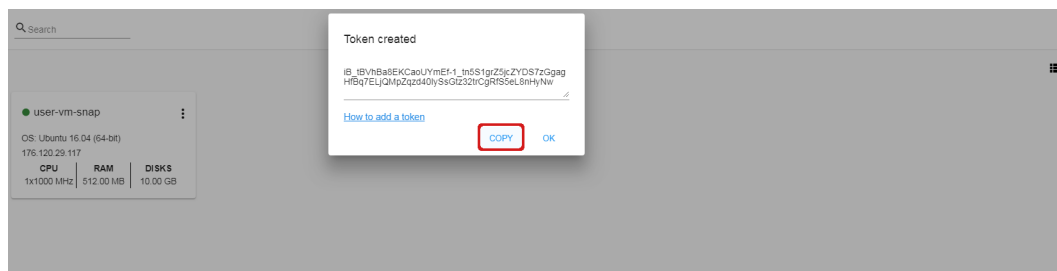 Search
Token created
iB_tBVhBa8EKCaoUYmEf-1_tn5S1grZ5jcZYDS7zGgag
HfBq7ELjQMpZqzd40IySsGtz32trCgRfS5eL8nHyNw
How to add a token
COPY OK
user-vm-snap
OS: Ubuntu 16.04 (64-bit)
176.120.29.117
CPU RAM DISKS
1x1000 MHz 512.00 MB 10.00 GB